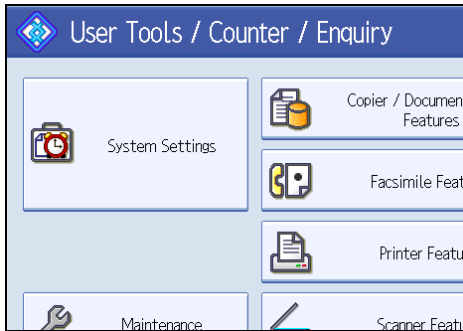 User Tools / Counter / Enquiry
System Settings
Copier / Documen
Features
Facsimile Feat
Printer Featu
Maintenance
Scanner Featu